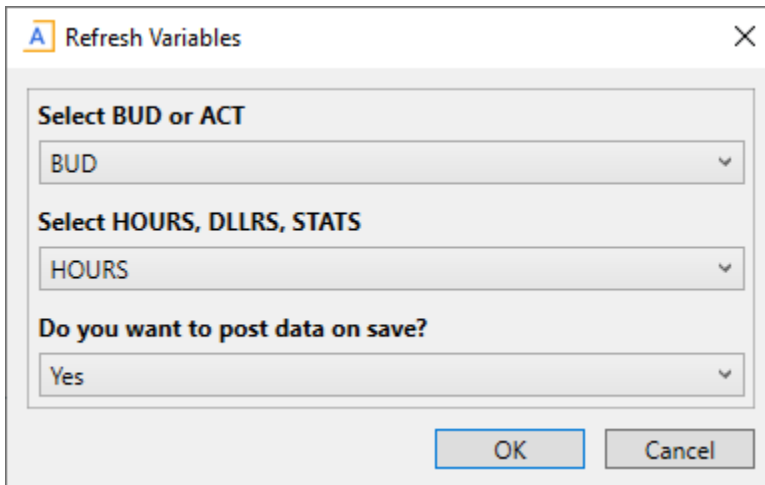 A Refresh Variables
Select BUD or ACT
BUD
Select HOURS, DLLRS, STATS
HOURS
Do you want to post data on save?
Yes
OK Cancel